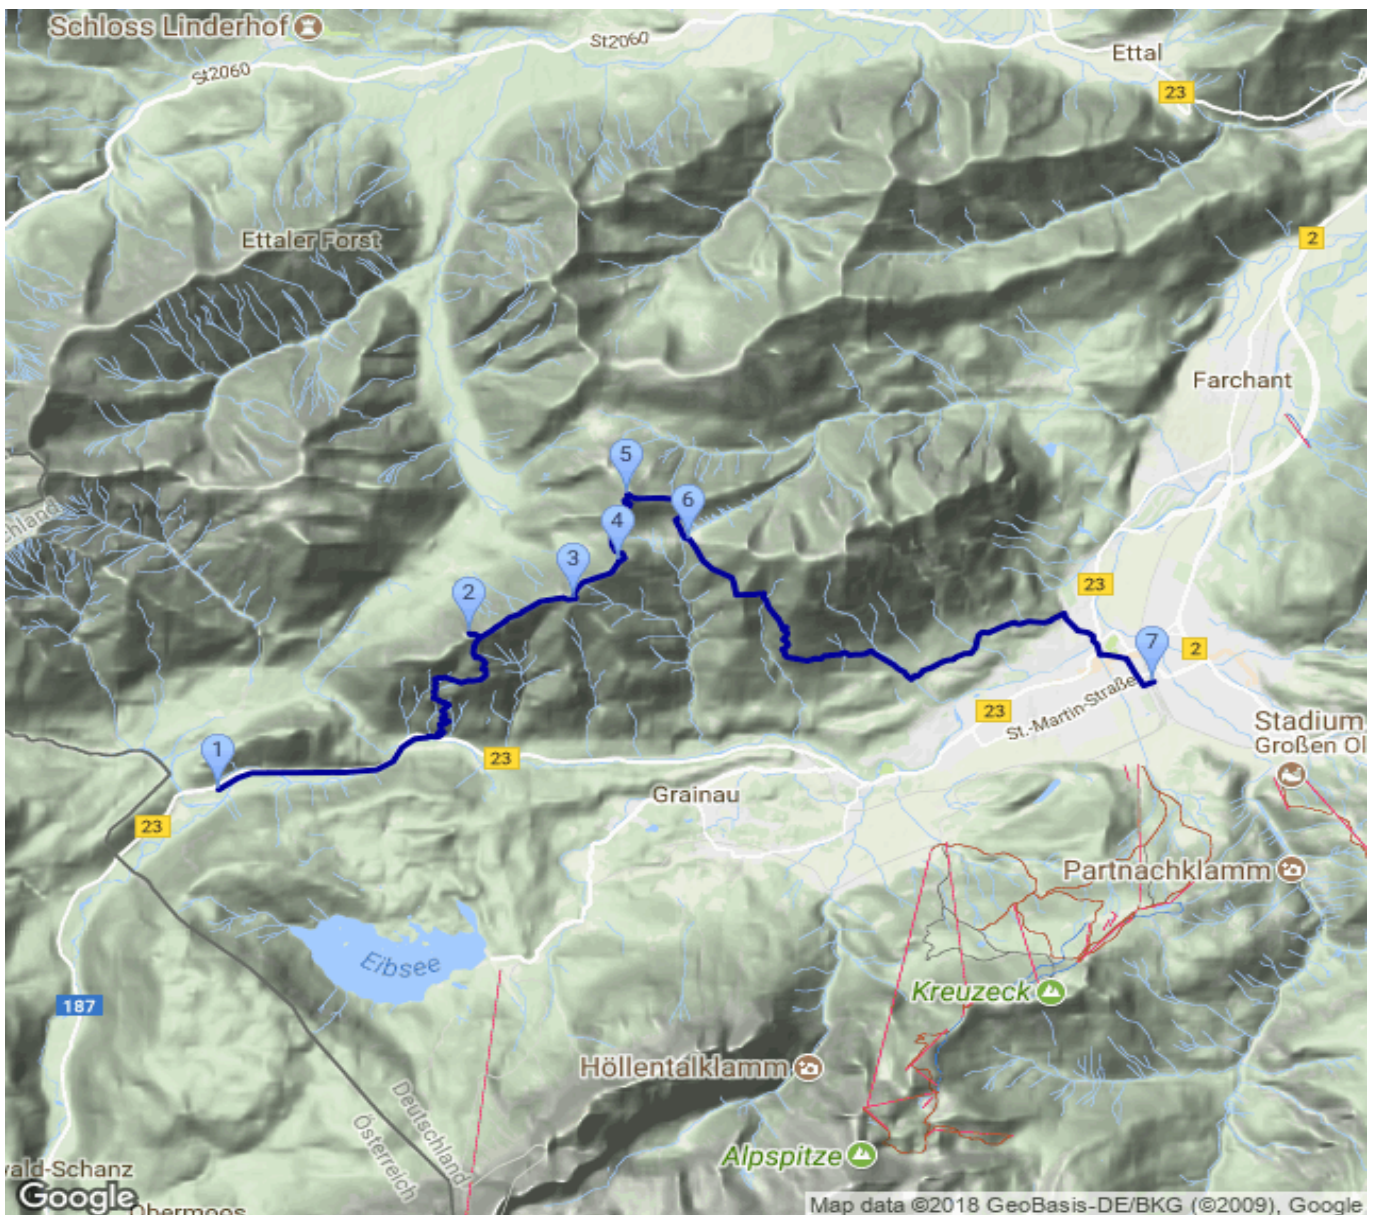 Schloss Linderhof
St2060
St2060
Ettal
23
Ettaler Forst
2
Farchant
5
6
4
3
2
23
1
7
2
23
St.-Martin-Straße
Stadium,
Großen Ol
23
Grainau
23
Partnachklamm
Eibsee
Kreuzeck
187
Höllentalklamm
Deutschland
Österreich
Alpspitze
vald-Schanz
Google
Obermoos
chland
Map data ©2018 GeoBasis-DE/BKG (©2009), Google